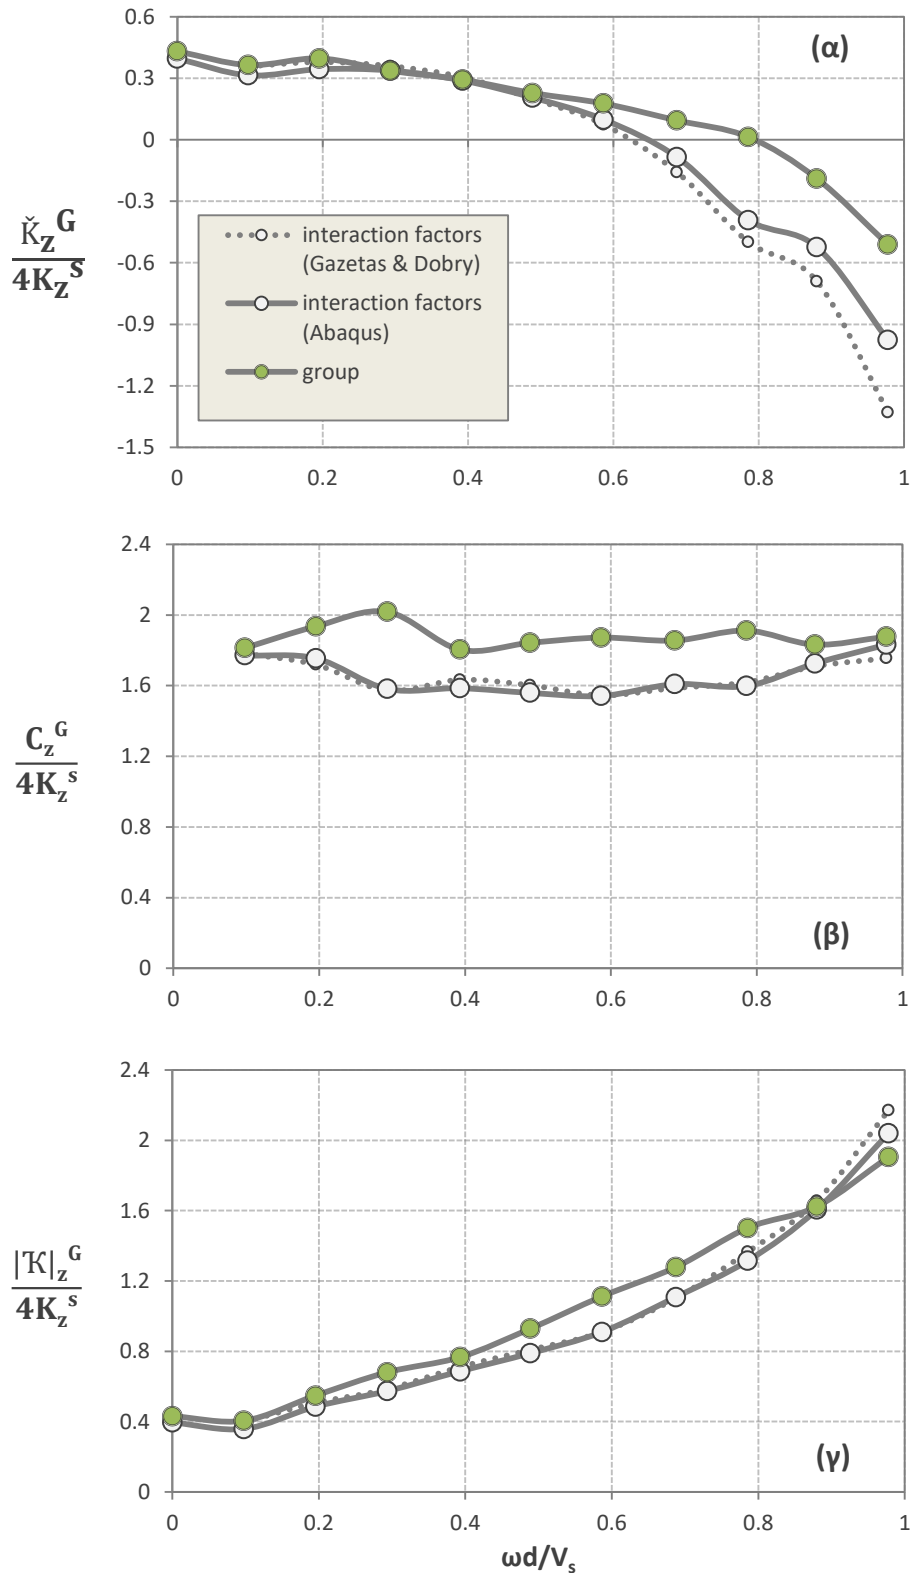 0.6
(α)
0.3
0
-0.3
-0.6
-0.9
-1.2
-1.5
Ǩz^G
4Kz^s
interaction factors
(Gazetas & Dobry)
interaction factors
(Abaqus)
group
0 0.2 0.4 0.6 0.8 1
2.4
2
1.6
1.2
0.8
0.4
0
Cz^G
4Kz^s
(β)
0 0.2 0.4 0.6 0.8 1
2.4
2
1.6
1.2
0.8
0.4
0
|Ҡ|z^G
4Kz^s
(γ)
0 0.2 0.4 0.6 0.8 1
ωd/Vs